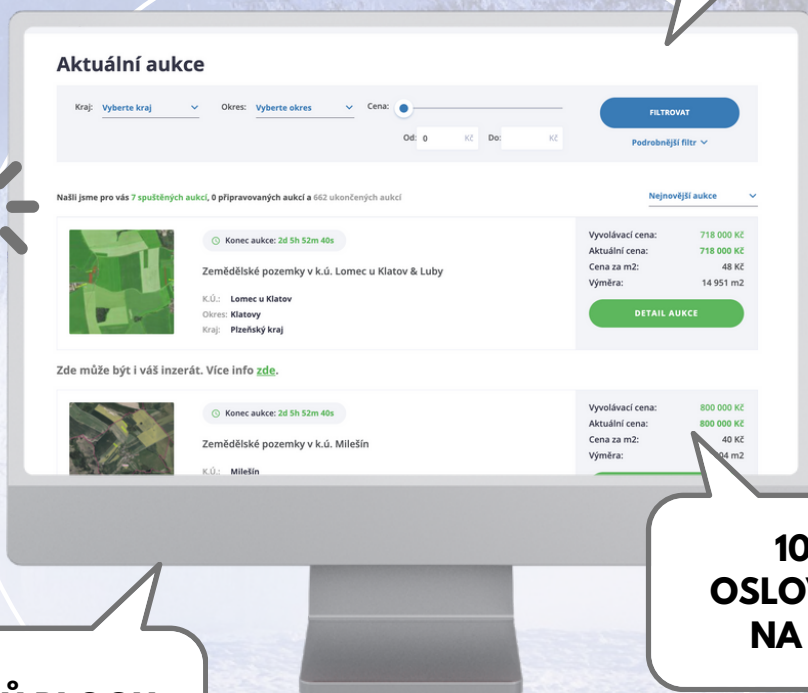 Aktuální aukce
Kraj: Vyberte kraj Okres: Vyberte okres Cena:
Od: 0 Kč Do: Kč
FILTROVAT
Podrobnější filtr
Našli jsme pro vás 7 spuštěných aukcí, 0 připravovaných aukcí a 662 ukončených aukcí
Nejnovější aukce
Konec aukce: 2d 5h 52m 40s
Zemědělské pozemky v k.ú. Lomec u Klatov & Luby
K.Ú.: Lomec u Klatov
Okres: Klatovy
Kraj: Plzeňský kraj
Vyvolávací cena: 718 000 Kč
Aktuální cena: 718 000 Kč
Cena za m2: 48 Kč
Výměra: 14 951 m2
DETAIL AUKCE
Zde může být i váš inzerát. Více info zde.
Konec aukce: 2d 5h 52m 40s
Zemědělské pozemky v k.ú. Milešín
K.Ú.: Milešín
Vyvolávací cena: 800 000 Kč
Aktuální cena: 800 000 Kč
Cena za m2: 40 Kč
Výměra: 04 m2
10
OSLOV
NA